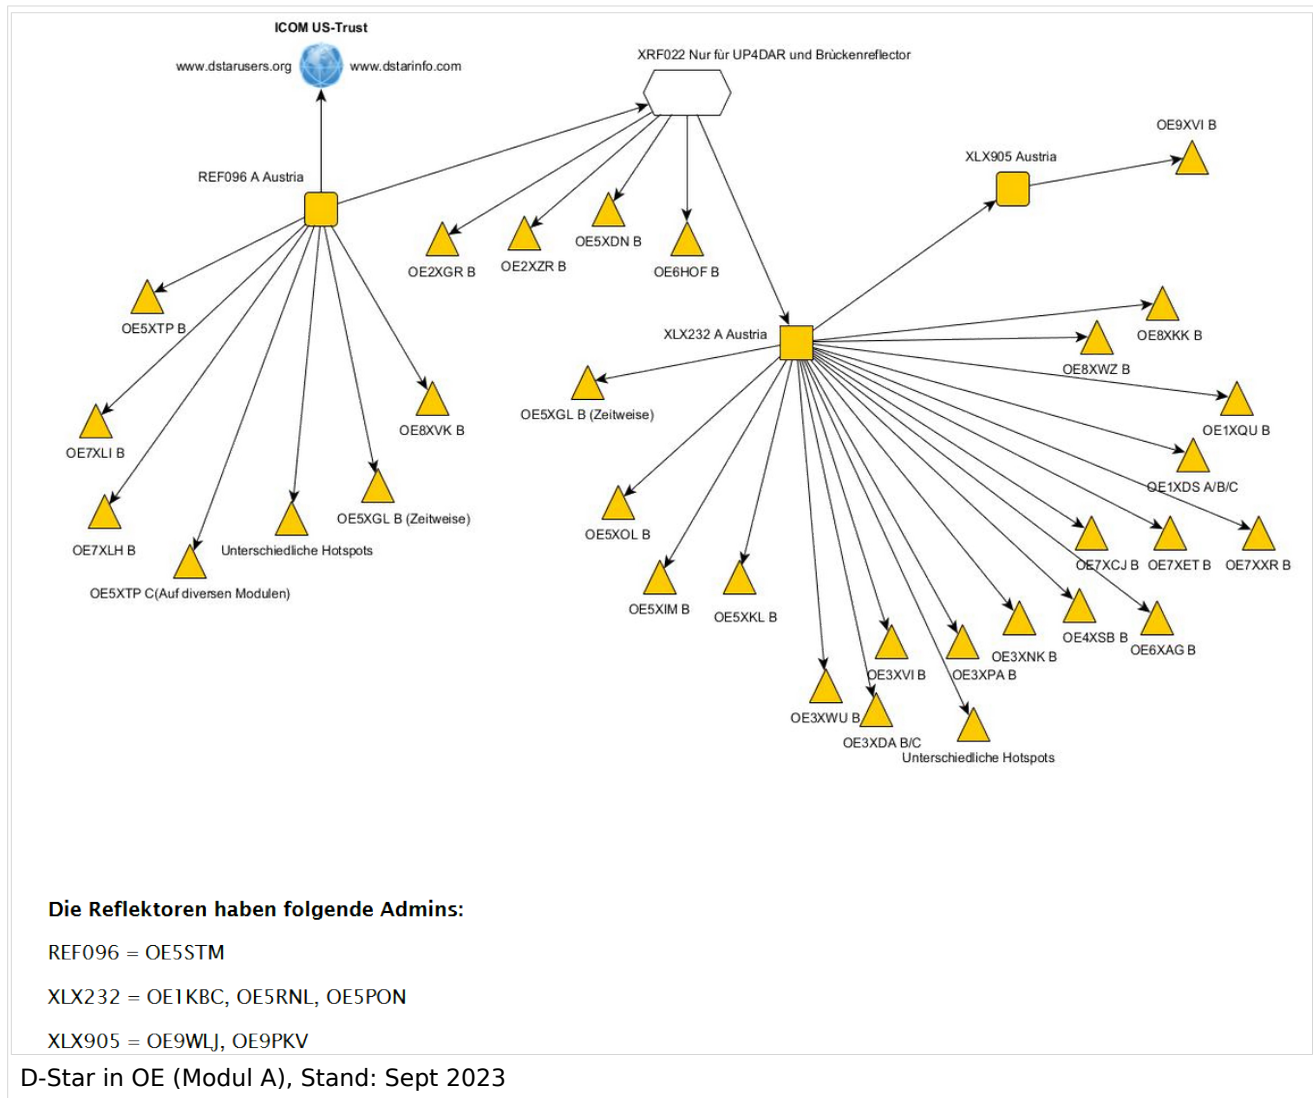 ICOM US-Trust
www.dstarusers.org www.dstarinfo.com
XRF022 Nur für UP4DAR und Brückenreflector
OE9XVI B
XLX905 Austria
REF096 A Austria
OE5XDN B
OE2XZR B
OE2XGR B
OE6HOF B
OE5XTP B
XLX232 A Austria
OE8XKK B
OE8XWZ B
OE5XGL B (Zeitweise)
OE8XVK B
OE1XQU B
OE7XLI B
OE1XDS A/B/C
OE5XGL B (Zeitweise)
OE5XOL B
OE7XLH B
Unterschiedliche Hotspots
OE7XCJ B
OE7XET B
OE7XXR B
OE5XTP C(Auf diversen Modulen)
OE5XIM B
OE5XKL B
OE4XSB B
OE6XAG B
OE3XNK B
OE3XVI B
OE3XPA B
OE3XWU B
OE3XDA B/C
Unterschiedliche Hotspots
Die Reflektoren haben folgende Admins:
REF096 = OE5STM
XLX232 = OE1KBC, OE5RNL, OE5PON
XLX905 = OE9WLJ, OE9PKV
D-Star in OE (Modul A), Stand: Sept 2023